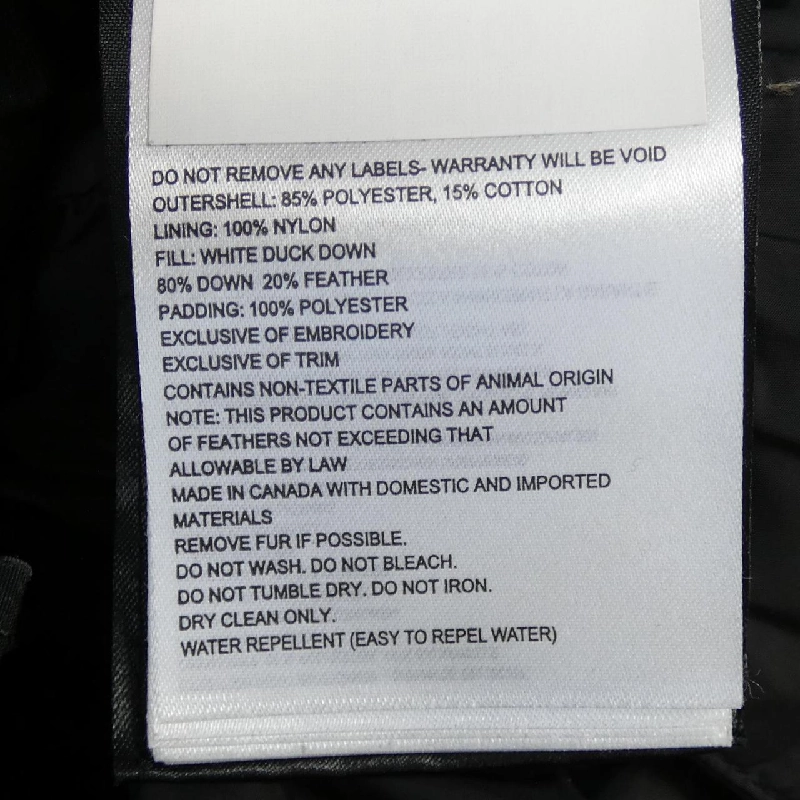 DO NOT REMOVE ANY LABELS- WARRANTY WILL BE VOID
OUTERSHELL: 85% POLYESTER, 15% COTTON
LINING: 100% NYLON
FILL: WHITE DUCK DOWN
80% DOWN 20% FEATHER
PADDING: 100% POLYESTER
EXCLUSIVE OF EMBROIDERY
EXCLUSIVE OF TRIM
CONTAINS NON-TEXTILE PARTS OF ANIMAL ORIGIN
NOTE: THIS PRODUCT CONTAINS AN AMOUNT
OF FEATHERS NOT EXCEEDING THAT
ALLOWABLE BY LAW
MADE IN CANADA WITH DOMESTIC AND IMPORTED
MATERIALS
REMOVE FUR IF POSSIBLE.
DO NOT WASH. DO NOT BLEACH.
DO NOT TUMBLE DRY. DO NOT IRON.
DRY CLEAN ONLY.
WATER REPELLENT (EASY TO REPEL WATER)